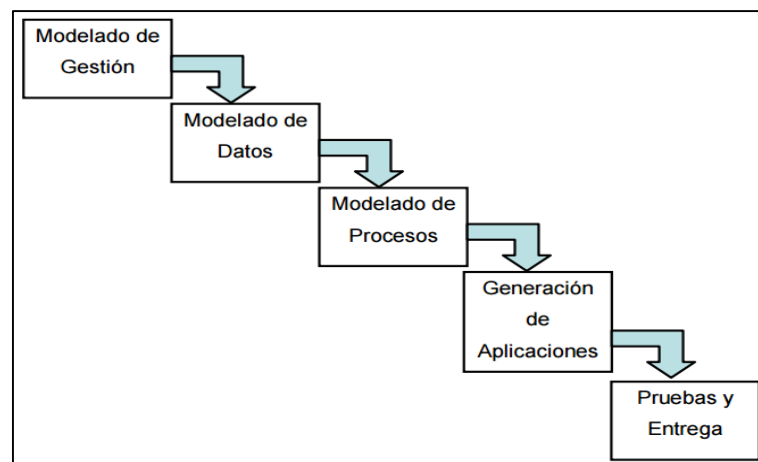 Modelado de
Gestión
Modelado de
Datos
Modelado de
Procesos
Generación
de
Aplicaciones
Pruebas y
Entrega